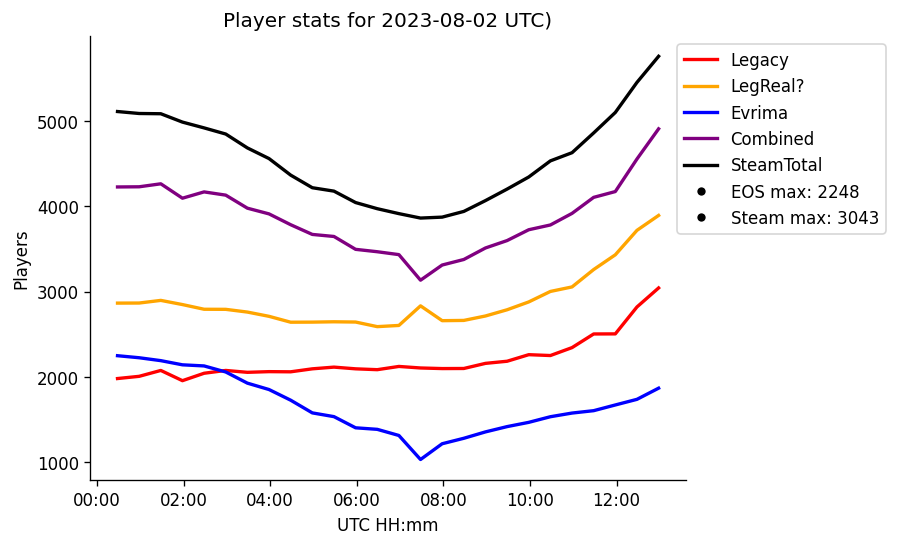 Player stats for 2023-08-02 UTC)
Legacy
LegReal?
Evrima
Combined
SteamTotal
EOS max: 2248
Steam max: 3043
Players
5000
4000
3000
2000
1000
00:00 02:00 04:00 06:00 08:00 10:00 12:00
UTC HH:mm